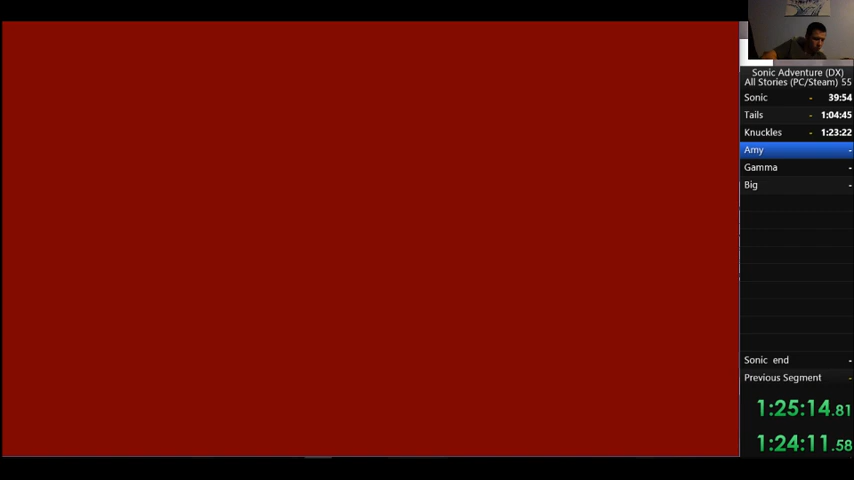 Sonic Adventure (DX)
All Stories (PC/Steam) 55
Sonic - 39:54
Tails - 1:04:45
Knuckles - 1:23:22
Amy -
Gamma -
Big -
Sonic end -
Previous Segment -
1:25:14.81
1:24:11.58